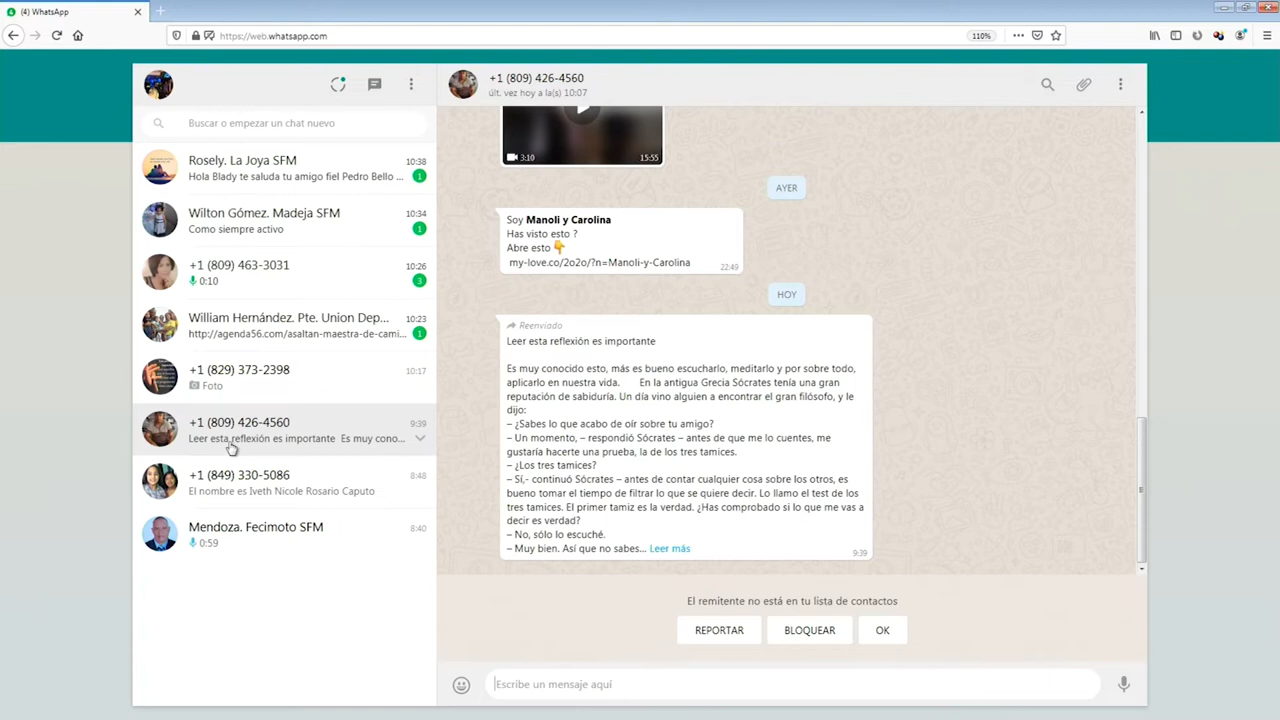 (4) WhatsApp
https://web.whatsapp.com
110%
Buscar o empezar un chat nuevo
Rosely. La Joya SFM
10:38
Hola Blady te saluda tu amigo fiel Pedro Bello ...
1
Wilton Gómez. Madeja SFM
10:34
Como siempre activo
1
+1 (809) 463-3031
10:26
0:10
3
William Hernández. Pte. Union Dep...
10:23
http://agenda56.com/asaltan-maestra-de-cami...
1
+1 (829) 373-2398
10:17
Foto
+1 (809) 426-4560
9:39
Leer esta reflexión es importante Es muy cono...
+1 (849) 330-5086
8:48
El nombre es Iveth Nicole Rosario Caputo
Mendoza. Fecimoto SFM
8:40
0:59
+1 (809) 426-4560
últ. vez hoy a la(s) 10:07
3:10
15:55
AYER
Soy Manoli y Carolina
Has visto esto ?
Abre esto👇
my-love.co/2o2o/?n=Manoli-y-Carolina
22:49
HOY
Reenviado
Leer esta reflexión es importante
Es muy conocido esto, más es bueno escucharlo, meditarlo y por sobre todo,
aplicarlo en nuestra vida. En la antigua Grecia Sócrates tenía una gran
reputación de sabiduría. Un día vino alguien a encontrar el gran filósofo, y le
dijo:
– ¿Sabes lo que acabo de oír sobre tu amigo?
– Un momento, – respondió Sócrates – antes de que me lo cuentes, me
gustaría hacerte una prueba, la de los tres tamices.
– ¿Los tres tamices?
– Sí,- continuó Sócrates – antes de contar cualquier cosa sobre los otros, es
bueno tomar el tiempo de filtrar lo que se quiere decir. Lo llamo el test de los
tres tamices. El primer tamiz es la verdad. ¿Has comprobado si lo que me vas a
decir es verdad?
– No, sólo lo escuché.
– Muy bien. Así que no sabes... Leer más
9:39
El remitente no está en tu lista de contactos
REPORTAR
BLOQUEAR
OK
Escribe un mensaje aquí